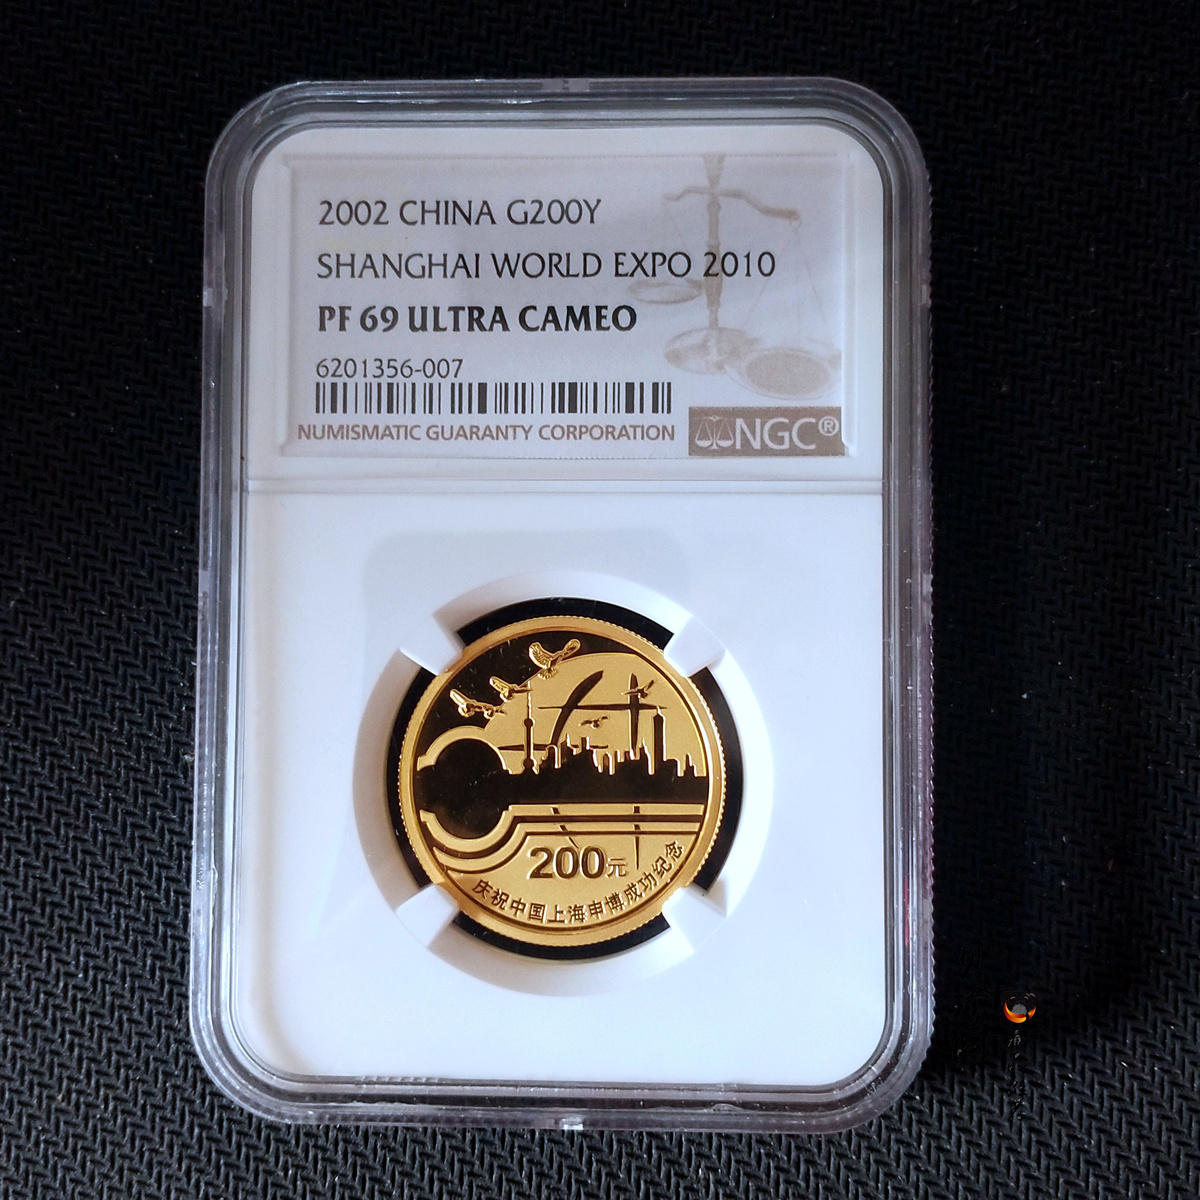 2002 CHINA G200Y
SHANGHAI WORLD EXPO 2010
PF 69 ULTRA CAMEO
6201356-007
NUMISMATIC GUARANTY CORPORATION
NGC®
200元
庆祝中国上海申博成功纪念